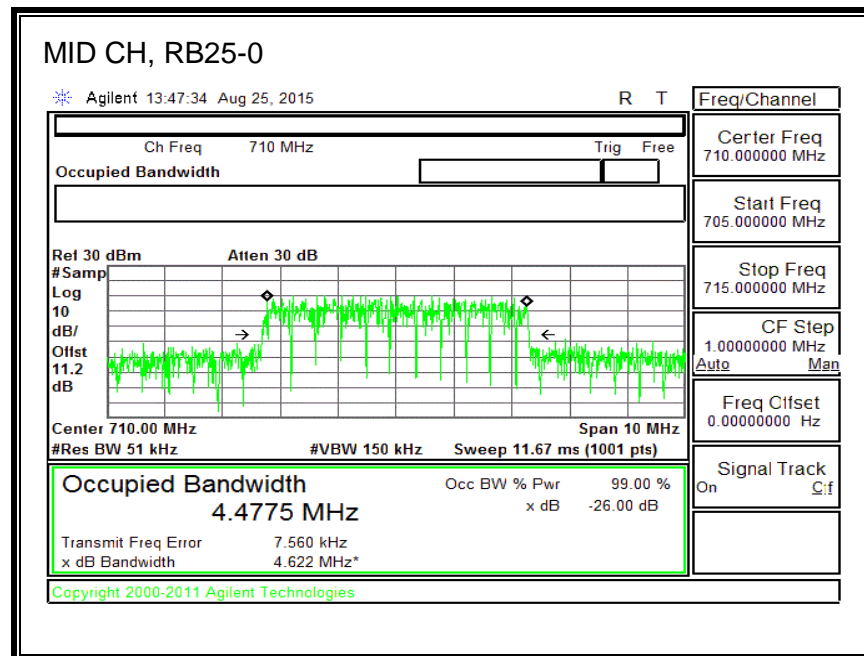 MID CH, RB25-0
Agilent 13:47:34 Aug 25, 2015 R T
Freq/Channel
Ch Freq 710 MHz Trig Free
Occupied Bandwidth
Center Freq
710.000000 MHz
Start Freq
705.000000 MHz
Stop Freq
715.000000 MHz
CF Step
1.00000000 MHz
Auto Man
Freq Offset
0.00000000 Hz
Signal Track
On Off
Ref 30 dBm Atten 30 dB
#Samp
Log
10
dB/
Offst
11.2
dB
Center 710.00 MHz Span 10 MHz
#Res BW 51 kHz #VBW 150 kHz Sweep 11.67 ms (1001 pts)
Occupied Bandwidth Occ BW % Pwr 99.00 %
4.4775 MHz x dB -26.00 dB
Transmit Freq Error 7.560 kHz
x dB Bandwidth 4.622 MHz*
Copyright 2000-2011 Agilent Technologies